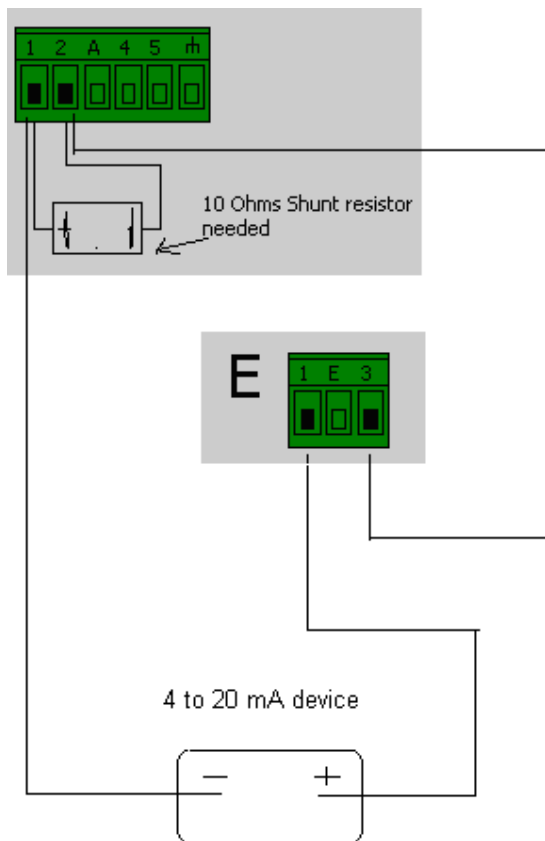 1 2 A 4 5
10 Ohms Shunt resistor
needed
E
1 E 3
4 to 20 mA device
− +